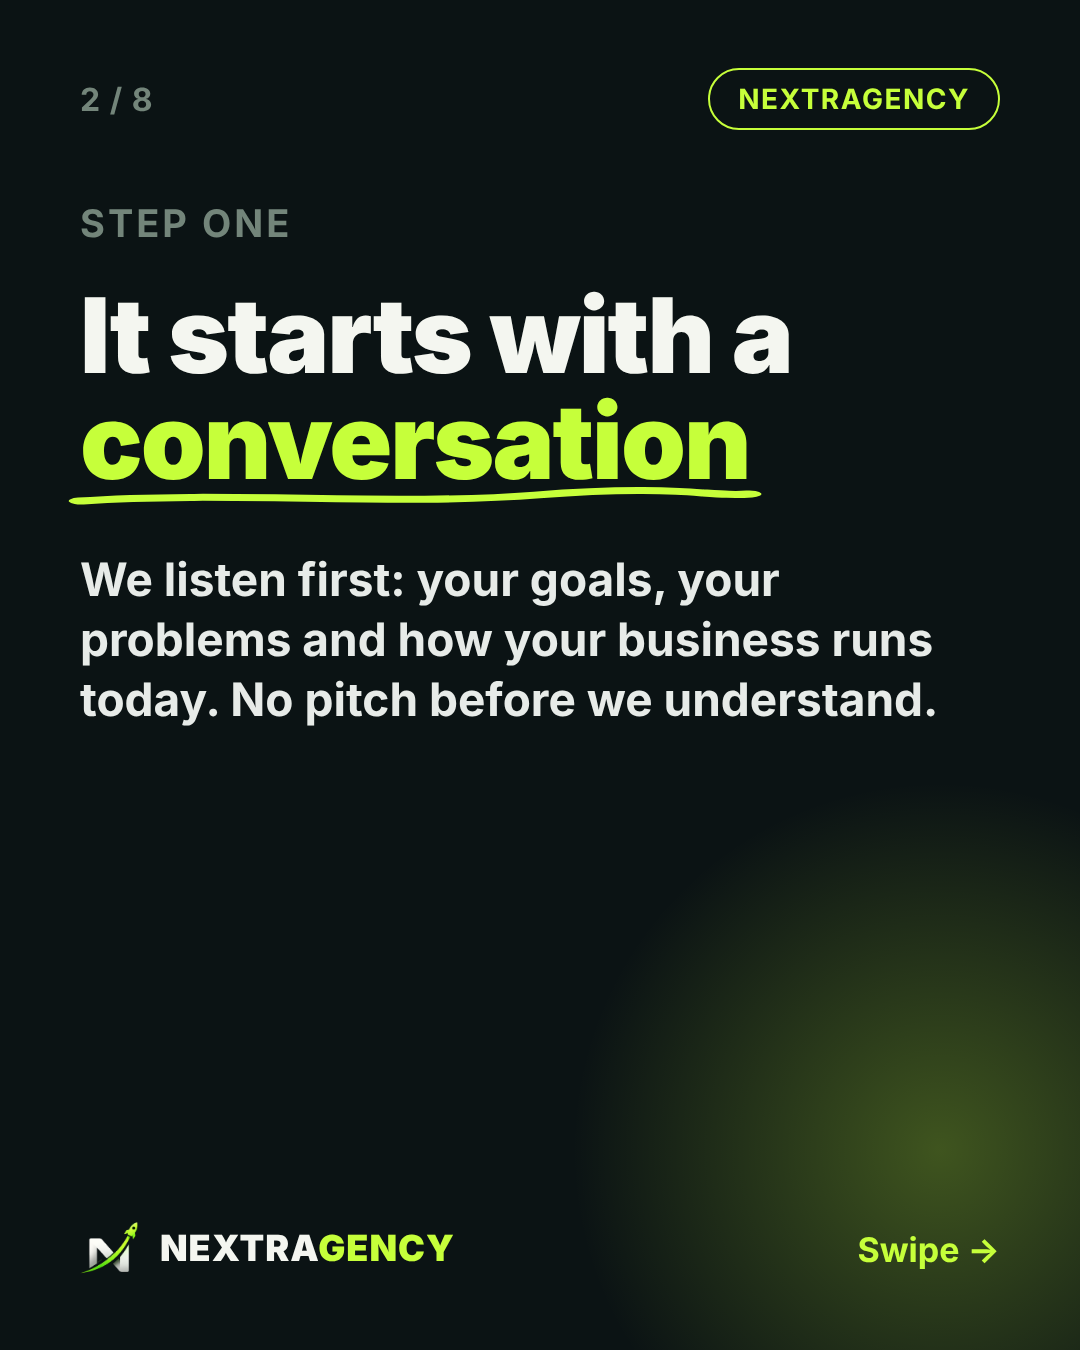 2 / 8
NEXTRAGENCY
STEP ONE
It starts with a
conversation
We listen first: your goals, your
problems and how your business runs
today. No pitch before we understand.
NEXTRAGENCY
Swipe →